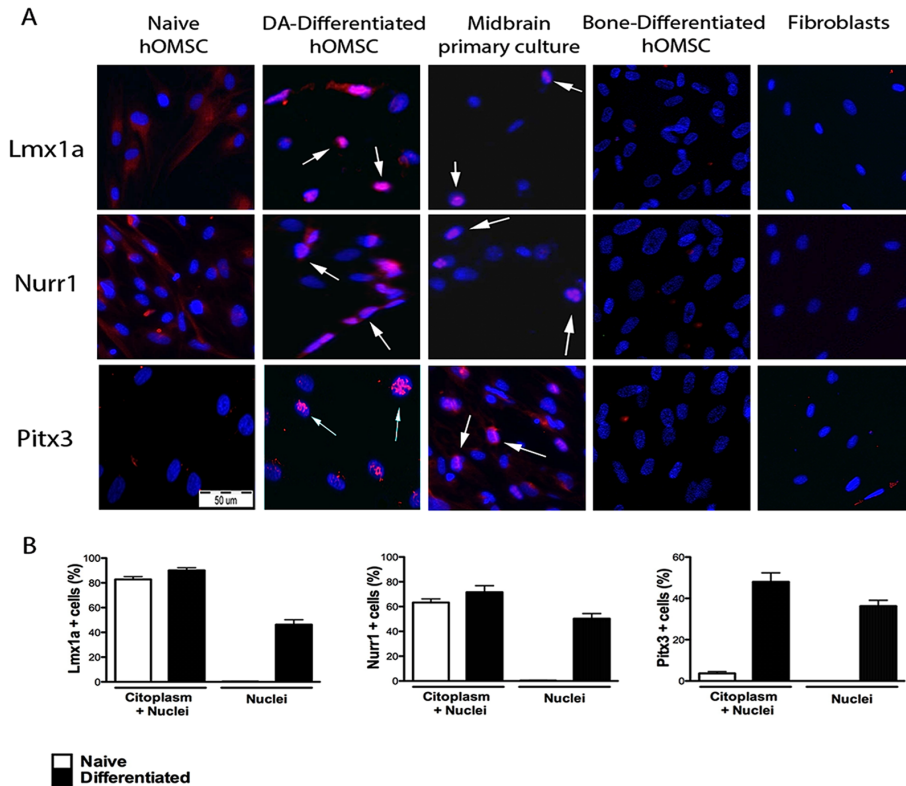 A
Naive hOMSC
DA-Differentiated hOMSC
Midbrain primary culture
Bone-Differentiated hOMSC
Fibroblasts
Lmx1a
Nurr1
Pitx3
50 um
B
Lmx1a + cells (%)
100
80
60
40
20
0
Citoplasm
+ Nuclei
Nuclei
Nurr1 + cells (%)
100
80
60
40
20
0
Citoplasm
+ Nuclei
Nuclei
Pitx3 + cells (%)
60
40
20
0
Citoplasm
+ Nuclei
Nuclei
Naive
Differentiated